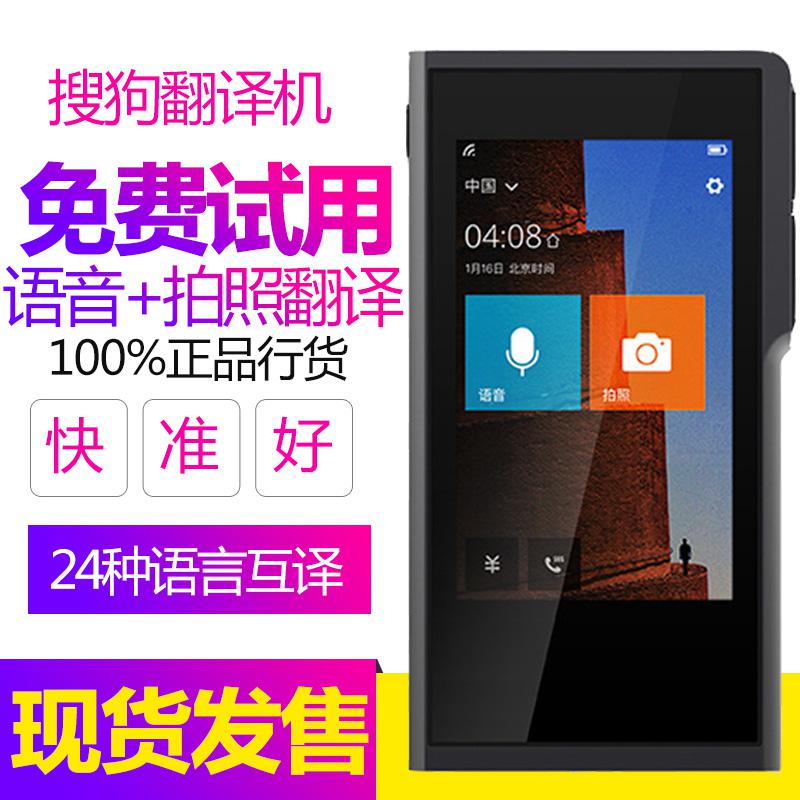 搜狗翻译机
免费试用
语音+拍照翻译
100%正品行货
快 准 好
24种语言互译
现货发售
中国
04:08
1月16日 北京时间
语音
拍照
¥
SOS